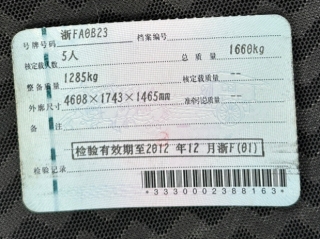 号牌号码 浙FA0B23 档案编号
核定载人数 5人 总质量 1660kg
整备质量 1285kg 核定载质量 --
外廓尺寸 4608×1743×1465mm 准牵引总质量 --
备注
检验有效期至2012年12月浙F(01)
检验记录
*3330002388163*